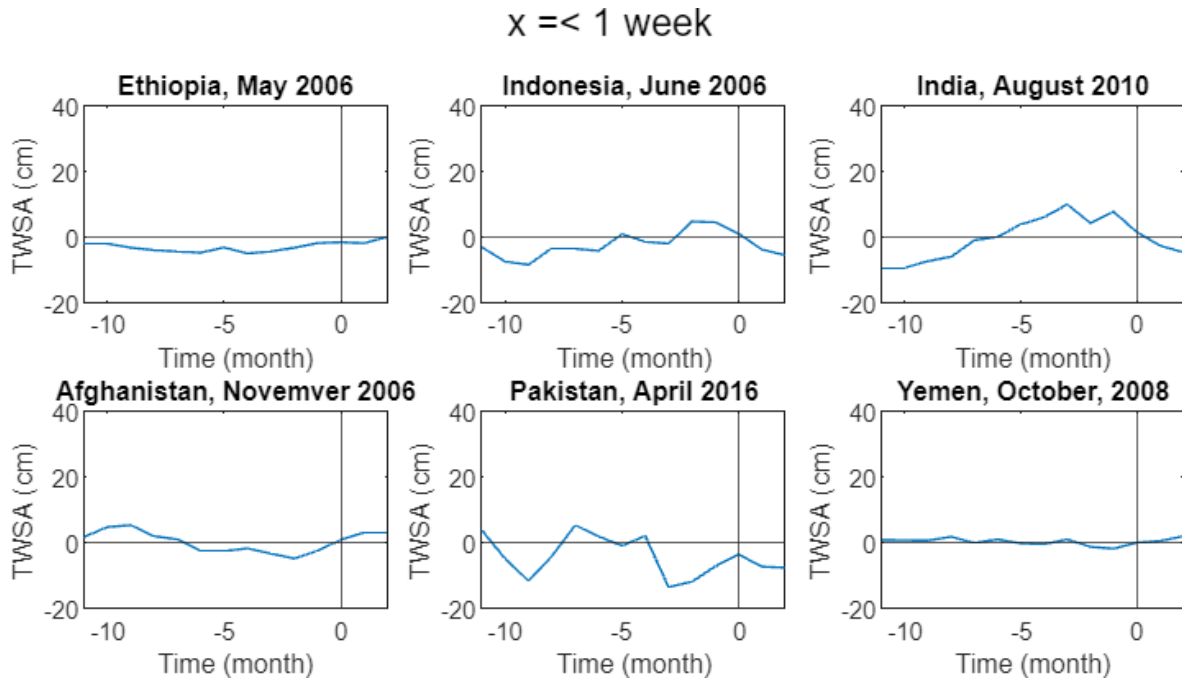 x =< 1 week
Ethiopia, May 2006
40
20
0
-20
TWSA (cm)
-10
-5
0
Time (month)
Indonesia, June 2006
40
20
0
-20
TWSA (cm)
-10
-5
0
Time (month)
India, August 2010
40
20
0
-20
TWSA (cm)
-10
-5
0
Time (month)
Afghanistan, Novemver 2006
40
20
0
-20
TWSA (cm)
-10
-5
0
Time (month)
Pakistan, April 2016
40
20
0
-20
TWSA (cm)
-10
-5
0
Time (month)
Yemen, October, 2008
40
20
0
-20
TWSA (cm)
-10
-5
0
Time (month)